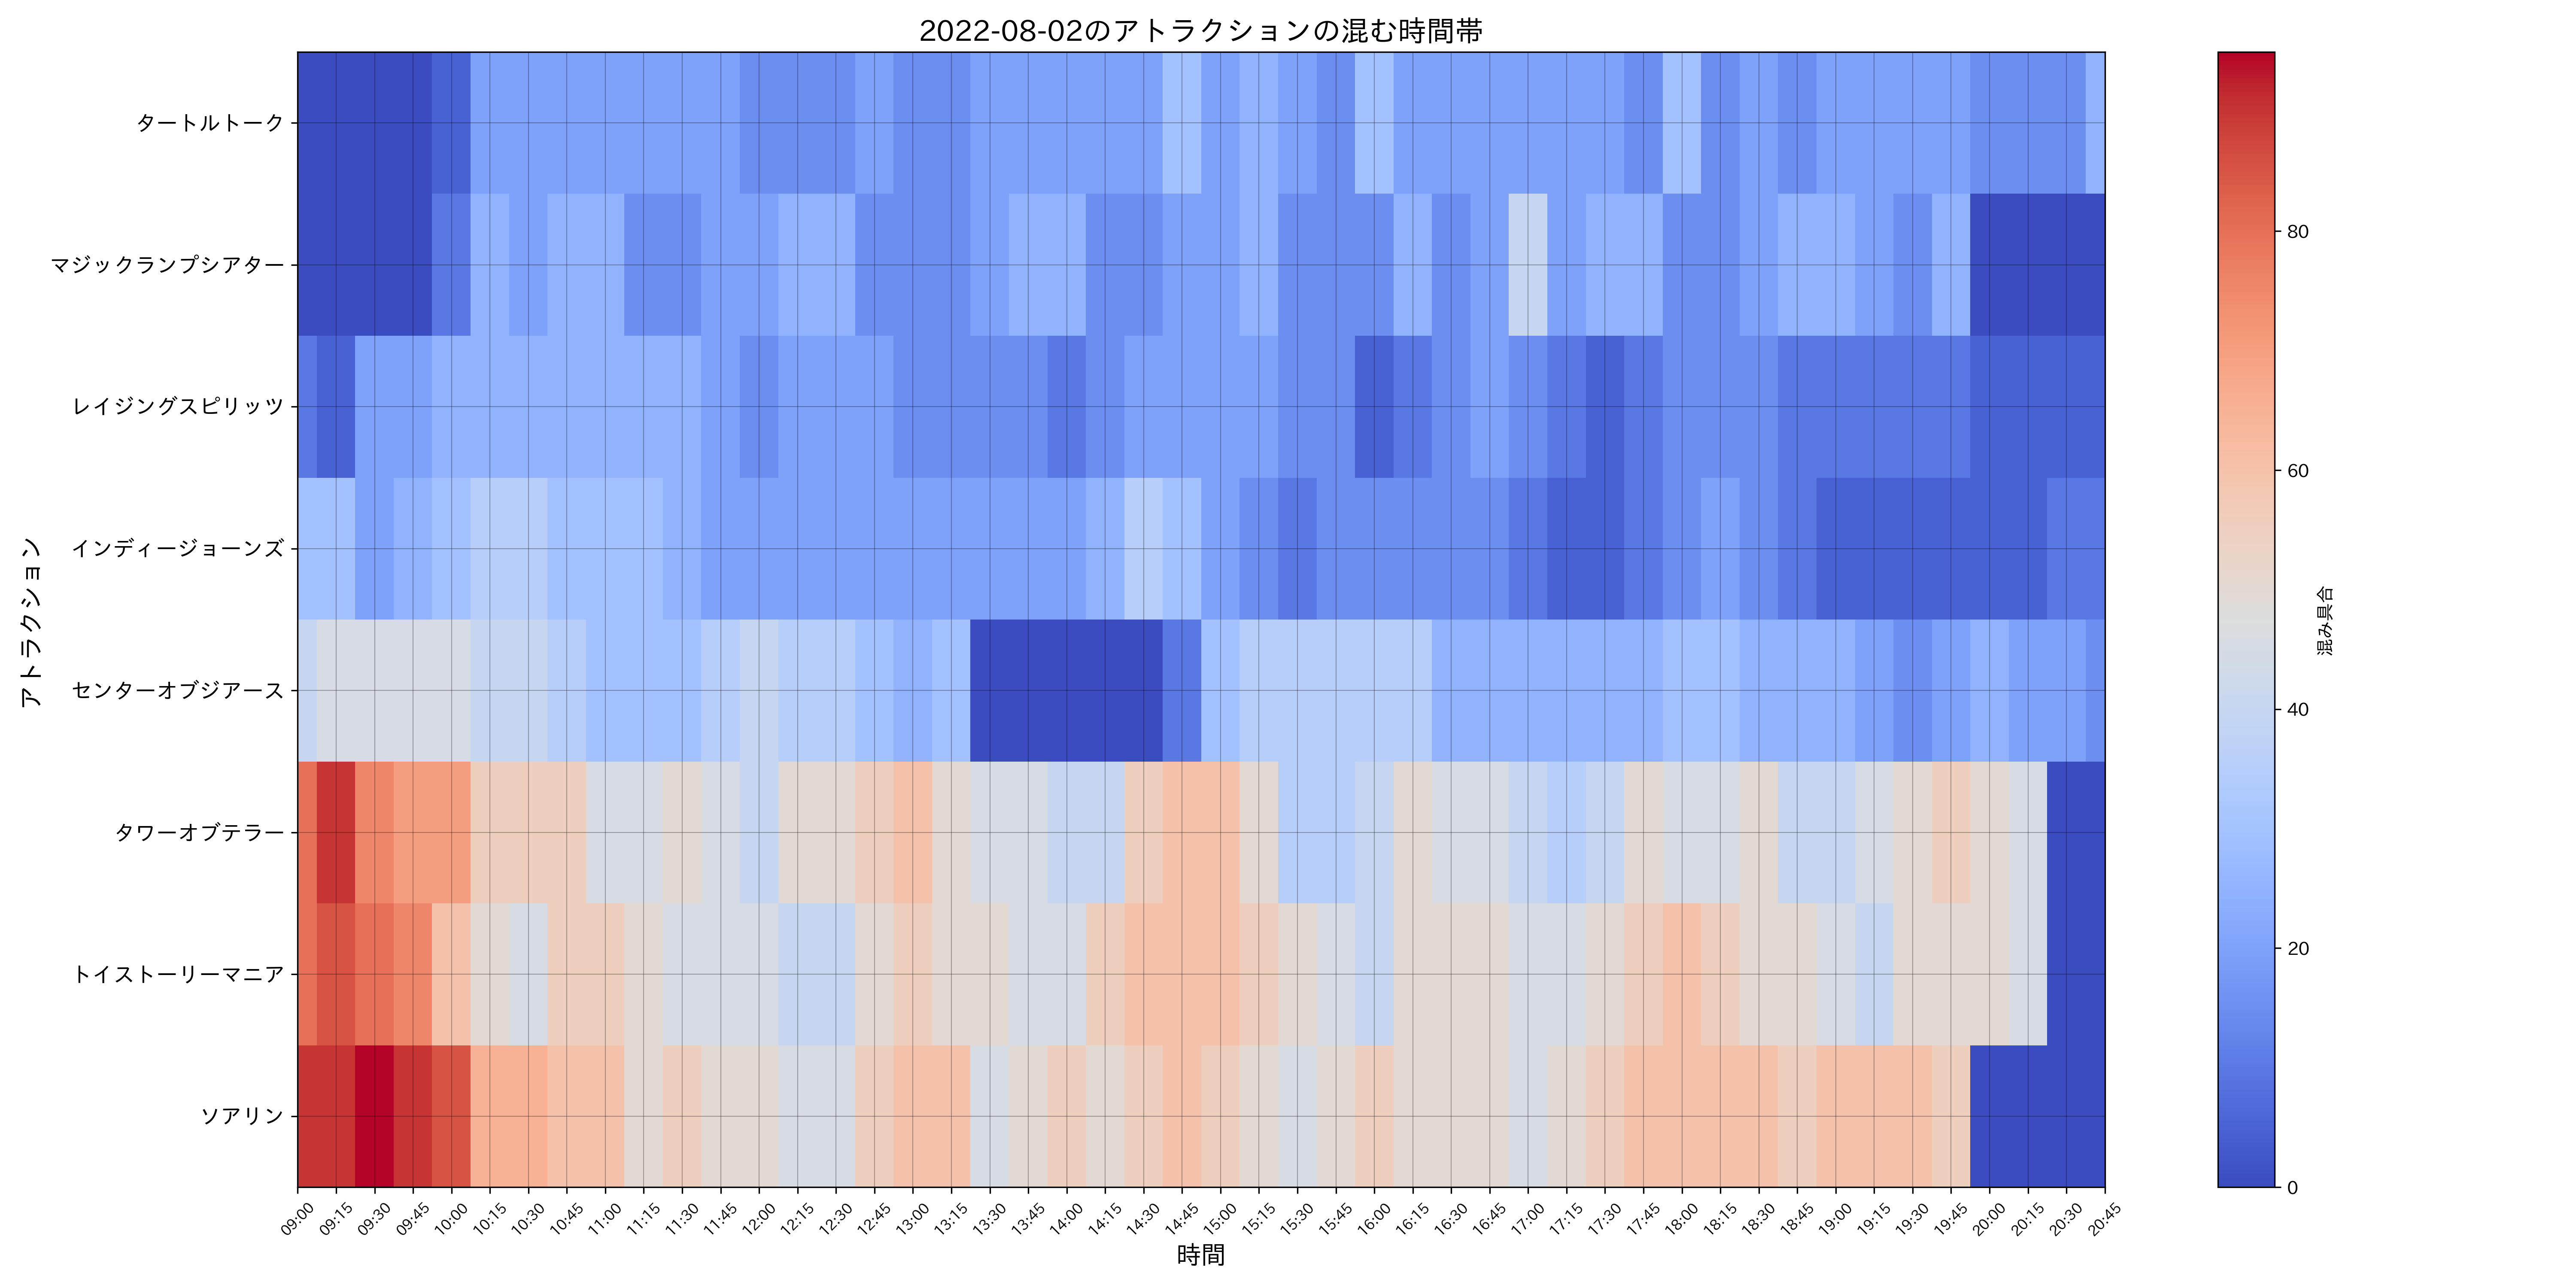 2022-08-02のアトラクションの混む時間帯
アトラクション
タートルトーク
マジックランプシアター
レイジングスピリッツ
インディージョーンズ
センターオブジアース
タワーオブテラー
トイストーリーマニア
ソアリン
09:00 09:15 09:30 09:45 10:00 10:15 10:30 10:45 11:00 11:15 11:30 11:45 12:00 12:15 12:30 12:45 13:00 13:15 13:30 13:45 14:00 14:15 14:30 14:45 15:00 15:15 15:30 15:45 16:00 16:15 16:30 16:45 17:00 17:15 17:30 17:45 18:00 18:15 18:30 18:45 19:00 19:15 19:30 19:45 20:00 20:15 20:30 20:45
時間
80
60
40
20
0
混み具合